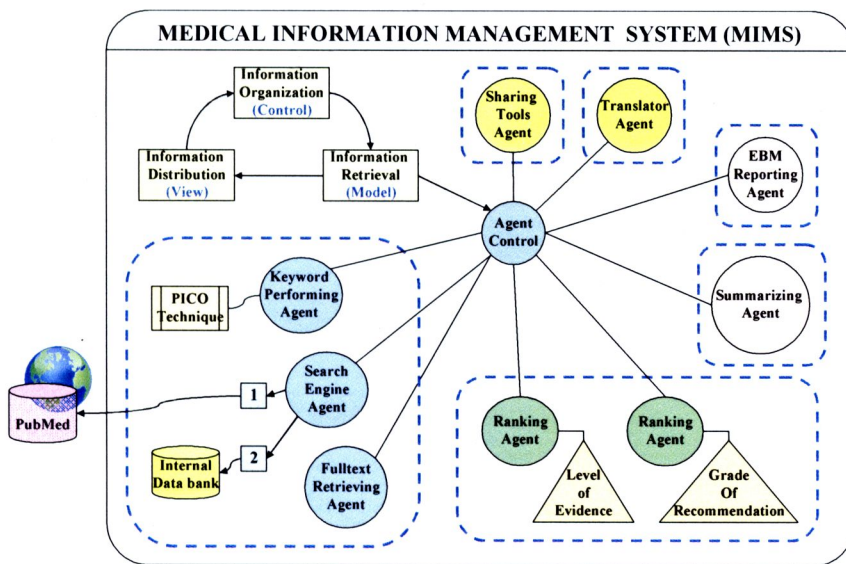 MEDICAL INFORMATION MANAGEMENT SYSTEM (MIMS)
Information
Organization
(Control)
Information
Distribution
(View)
Information
Retrieval
(Model)
Sharing
Tools
Agent
Translator
Agent
EBM
Reporting
Agent
Agent
Control
Summarizing
Agent
Keyword
Performing
Agent
PICO
Technique
Search
Engine
Agent
1
PubMed
2
Internal
Data bank
Fulltext
Retrieving
Agent
Ranking
Agent
Level
of
Evidence
Ranking
Agent
Grade
Of
Recommendation